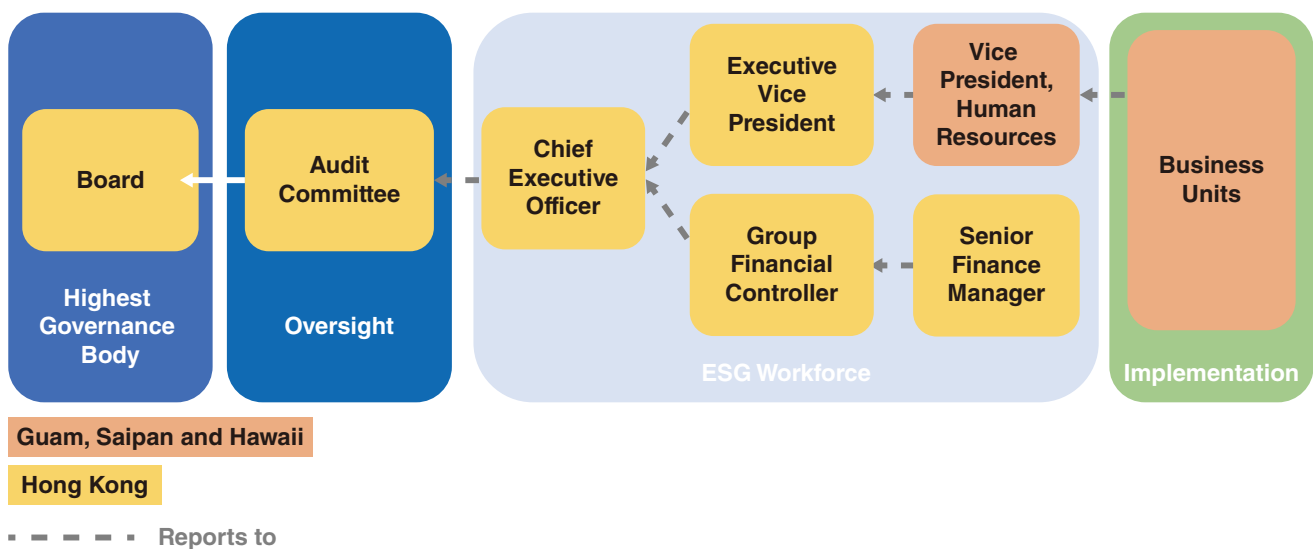 Board
Highest
Governance
Body
Audit
Committee
Oversight
Chief
Executive
Officer
Executive
Vice
President
Vice
President,
Human
Resources
Group
Financial
Controller
Senior
Finance
Manager
ESG Workforce
Business
Units
Implementation
Guam, Saipan and Hawaii
Hong Kong
Reports to